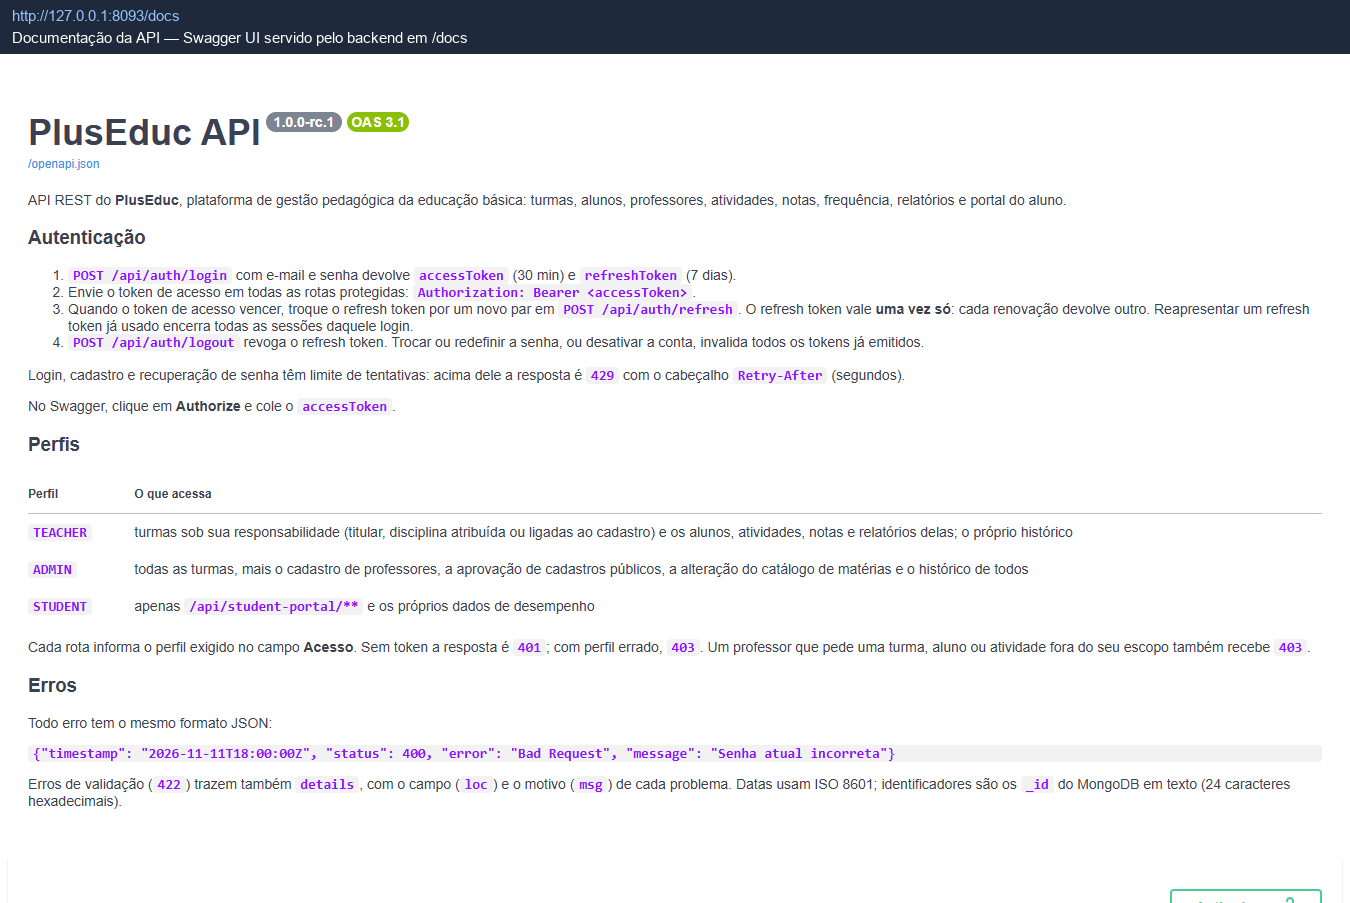 http://127.0.0.1:8093/docs
Documentação da API — Swagger UI servido pelo backend em /docs
PlusEduc API 1.0.0-rc.1 OAS 3.1
/openapi.json
API REST do PlusEduc, plataforma de gestão pedagógica da educação básica: turmas, alunos, professores, atividades, notas, frequência, relatórios e portal do aluno.
Autenticação
1. POST /api/auth/login com e-mail e senha devolve accessToken (30 min) e refreshToken (7 dias).
2. Envie o token de acesso em todas as rotas protegidas: Authorization: Bearer <accessToken>.
3. Quando o token de acesso vencer, troque o refresh token por um novo par em POST /api/auth/refresh. O refresh token vale uma vez só: cada renovação devolve outro. Reapresentar um refresh
token já usado encerra todas as sessões daquele login.
4. POST /api/auth/logout revoga o refresh token. Trocar ou redefinir a senha, ou desativar a conta, invalida todos os tokens já emitidos.
Login, cadastro e recuperação de senha têm limite de tentativas: acima dele a resposta é 429 com o cabeçalho Retry-After (segundos).
No Swagger, clique em Authorize e cole o accessToken.
Perfis
Perfil O que acessa
TEACHER turmas sob sua responsabilidade (titular, disciplina atribuída ou ligadas ao cadastro) e os alunos, atividades, notas e relatórios delas; o próprio histórico
ADMIN todas as turmas, mais o cadastro de professores, a aprovação de cadastros públicos, a alteração do catálogo de matérias e o histórico de todos
STUDENT apenas /api/student-portal/** e os próprios dados de desempenho
Cada rota informa o perfil exigido no campo Acesso. Sem token a resposta é 401; com perfil errado, 403. Um professor que pede uma turma, aluno ou atividade fora do seu escopo também recebe 403.
Erros
Todo erro tem o mesmo formato JSON:
{"timestamp": "2026-11-11T18:00:00Z", "status": 400, "error": "Bad Request", "message": "Senha atual incorreta"}
Erros de validação (422) trazem também details, com o campo (loc) e o motivo (msg) de cada problema. Datas usam ISO 8601; identificadores são os _id do MongoDB em texto (24 caracteres
hexadecimais).